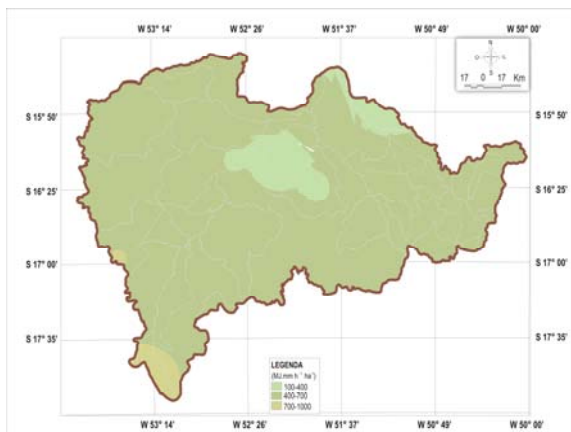 W 53° 14' W 52° 26' W 51° 37' W 50° 49' W 50° 00'
N
O L
S
17 0 17 Km
S 15° 50' S 15° 50'
S 16° 25' S 16° 25'
S 17° 00' S 17° 00'
S 17° 35' S 17° 35'
LEGENDA
(MJ.mm h⁻¹ ha⁻¹)
100-400
400-700
700-1000
W 53° 14' W 52° 26' W 51° 37' W 50° 49' W 50° 00'